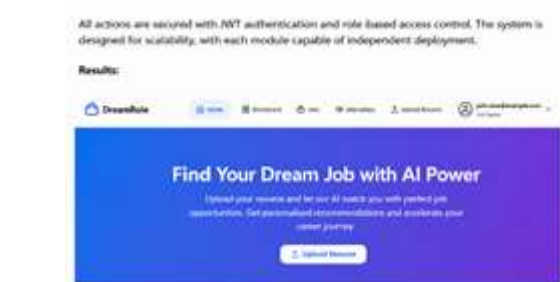 All actions are secured with JWT authentication and role-based access control. The system is
designed for scalability, with each module capable of independent deployment.
Results:
DreamRole Home Upload Resume
Find Your Dream Job with AI Power
Upload your resume and let our AI match you with perfect job
opportunities. Get personalized recommendations and accelerate your
career journey.
Upload Resume